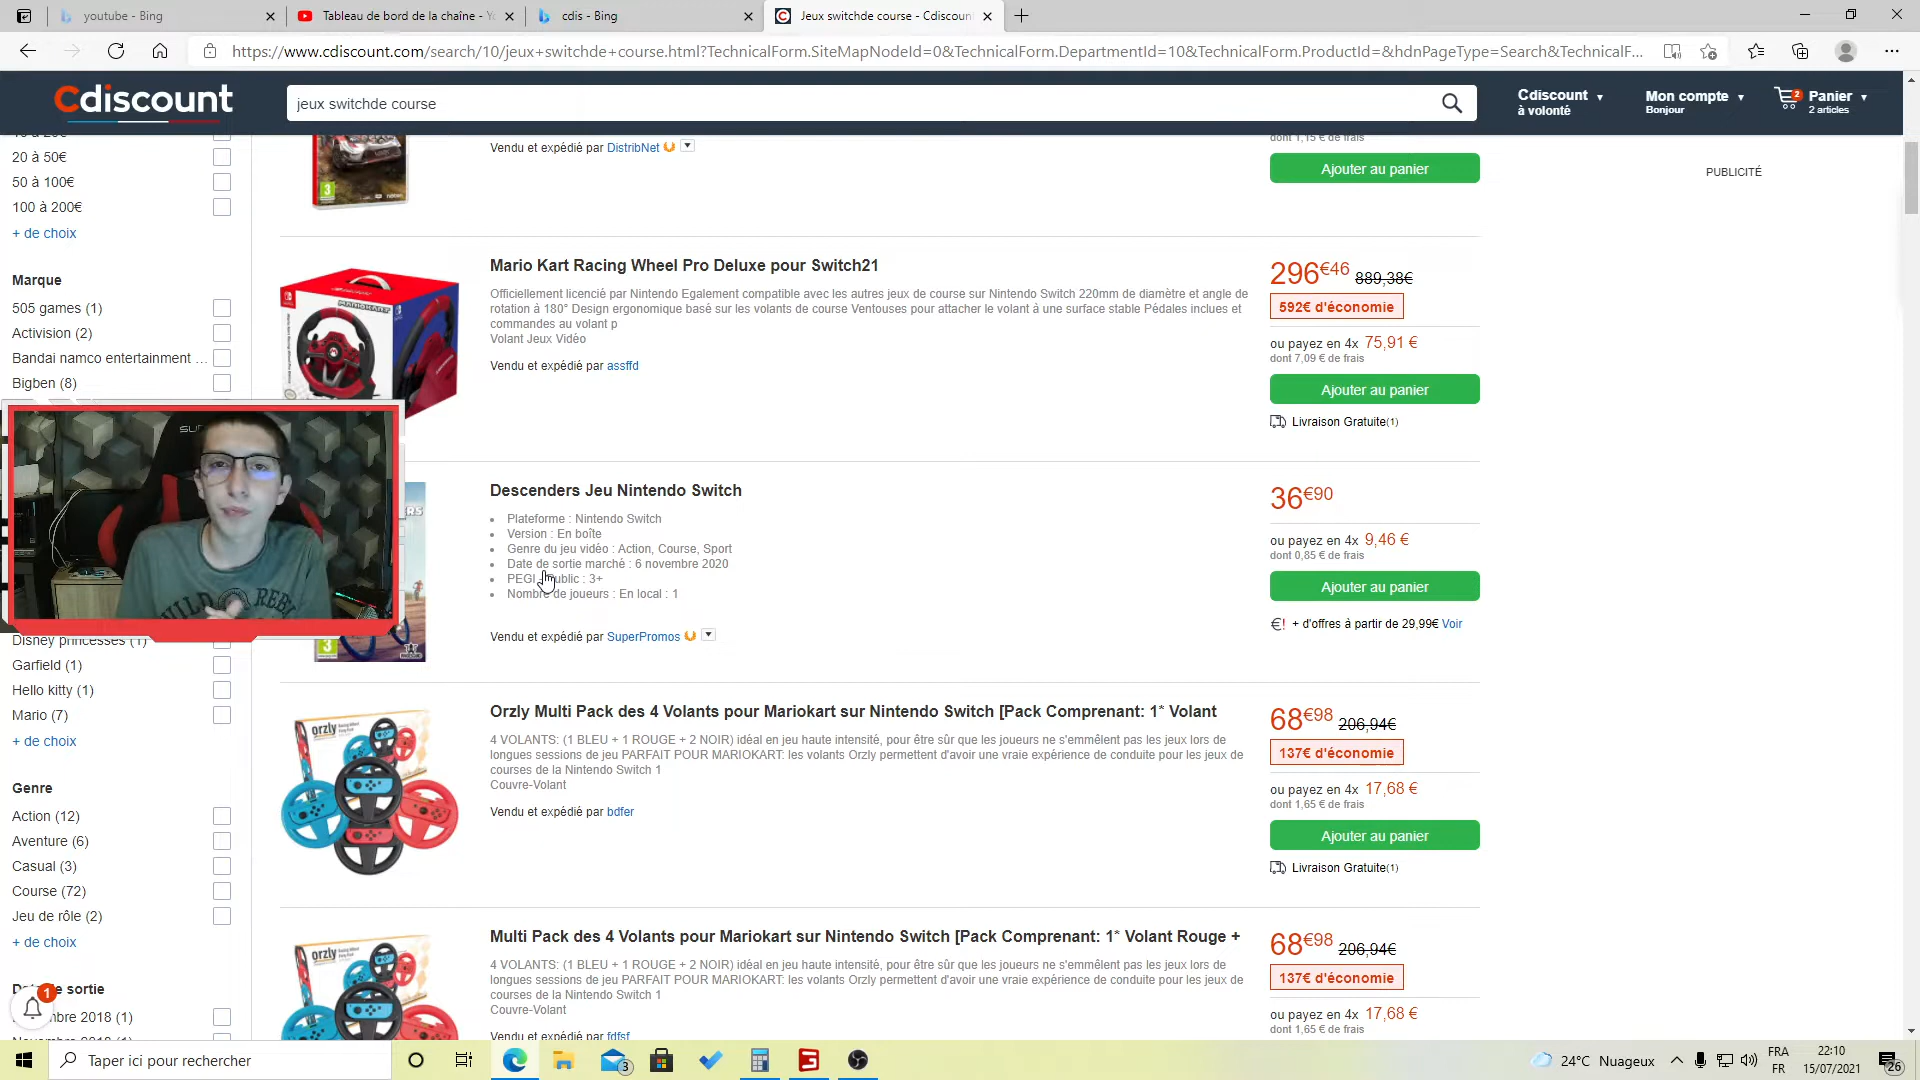 youtube - Bing
Tableau de bord de la chaîne - Yo
cdis - Bing
Jeux switchde course - Cdiscount
https://www.cdiscount.com/search/10/jeux+switchde+course.html?TechnicalForm.SiteMapNodeId=0&TechnicalForm.DepartmentId=10&TechnicalForm.ProductId=&hdnPageType=Search&TechnicalF...
Cdiscount
jeux switchde course
Cdiscount à volonté
Mon compte
Bonjour
2
Panier
2 articles
20 à 50€
50 à 100€
100 à 200€
+ de choix
Marque
505 games (1)
Activision (2)
Bandai namco entertainment ...
Bigben (8)
Disney princesses (1)
Garfield (1)
Hello kitty (1)
Mario (7)
+ de choix
Genre
Action (12)
Aventure (6)
Casual (3)
Course (72)
Jeu de rôle (2)
+ de choix
sortie
1
mbre 2018 (1)
Vendu et expédié par DistribNet
dont 1,15 € de frais
Ajouter au panier
PUBLICITÉ
Mario Kart Racing Wheel Pro Deluxe pour Switch21
Officiellement licencié par Nintendo Egalement compatible avec les autres jeux de course sur Nintendo Switch 220mm de diamètre et angle de
rotation à 180° Design ergonomique basé sur les volants de course Ventouses pour attacher le volant à une surface stable Pédales inclues et
commandes au volant p
Volant Jeux Vidéo
Vendu et expédié par assffd
296€46 889,38€
592€ d'économie
ou payez en 4x 75,91 €
dont 7,09 € de frais
Ajouter au panier
Livraison Gratuite(1)
Descenders Jeu Nintendo Switch
Plateforme : Nintendo Switch
Version : En boîte
Genre du jeu vidéo : Action, Course, Sport
Date de sortie marché : 6 novembre 2020
PEGI Public : 3+
Nombre de joueurs : En local : 1
Vendu et expédié par SuperPromos
36€90
ou payez en 4x 9,46 €
dont 0,85 € de frais
Ajouter au panier
€! + d'offres à partir de 29,99€ Voir
Orzly Multi Pack des 4 Volants pour Mariokart sur Nintendo Switch [Pack Comprenant: 1* Volant
4 VOLANTS: (1 BLEU + 1 ROUGE + 2 NOIR) idéal en jeu haute intensité, pour être sûr que les joueurs ne s'emmêlent pas les jeux lors de
longues sessions de jeu PARFAIT POUR MARIOKART: les volants Orzly permettent d'avoir une vraie expérience de conduite pour les jeux de
courses de la Nintendo Switch 1
Couvre-Volant
Vendu et expédié par bdfer
68€98 206,94€
137€ d'économie
ou payez en 4x 17,68 €
dont 1,65 € de frais
Ajouter au panier
Livraison Gratuite(1)
Multi Pack des 4 Volants pour Mariokart sur Nintendo Switch [Pack Comprenant: 1* Volant Rouge +
4 VOLANTS: (1 BLEU + 1 ROUGE + 2 NOIR) idéal en jeu haute intensité, pour être sûr que les joueurs ne s'emmêlent pas les jeux lors de
longues sessions de jeu PARFAIT POUR MARIOKART: les volants Orzly permettent d'avoir une vraie expérience de conduite pour les jeux de
courses de la Nintendo Switch 1
Couvre-Volant
Vendu et expédié par fdfsf
68€98 206,94€
137€ d'économie
ou payez en 4x 17,68 €
dont 1,65 € de frais
Taper ici pour rechercher
3
24°C Nuageux
FRA
FR
22:10
15/07/2021
26